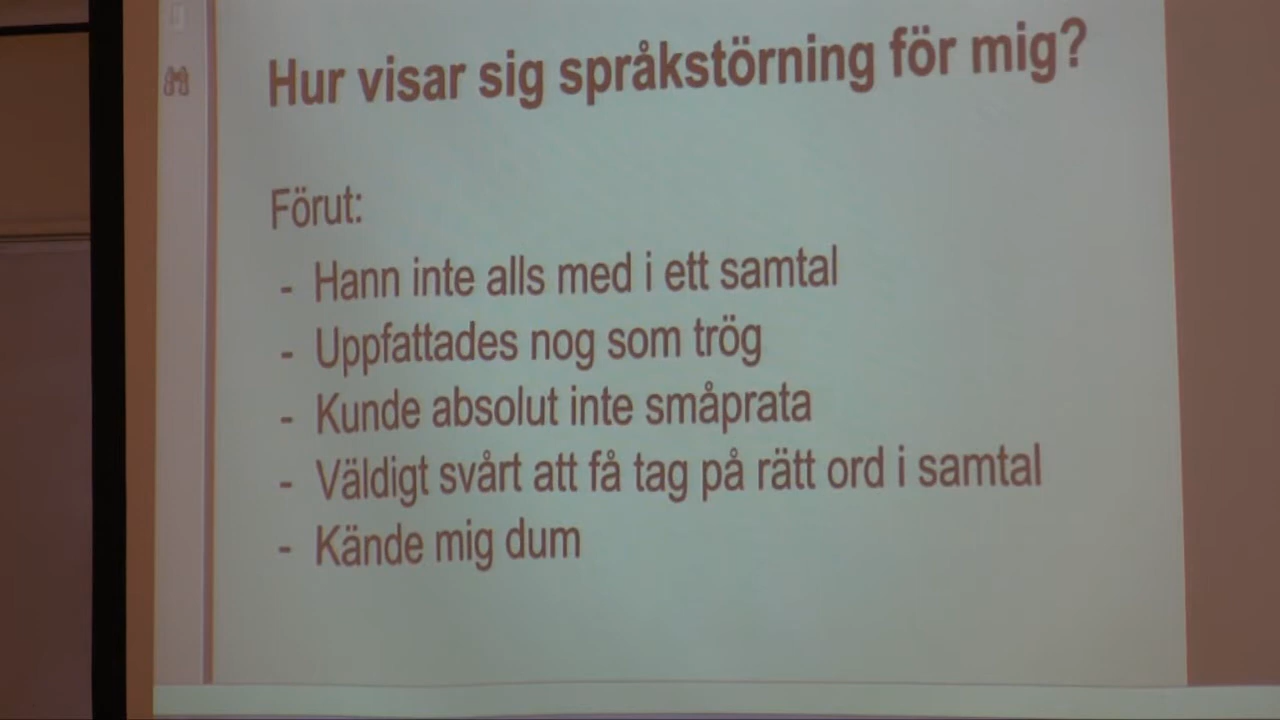 Hur visar sig språkstörning för mig?
Förut:
- Hann inte alls med i ett samtal
- Uppfattades nog som trög
- Kunde absolut inte småprata
- Väldigt svårt att få tag på rätt ord i samtal
- Kände mig dum